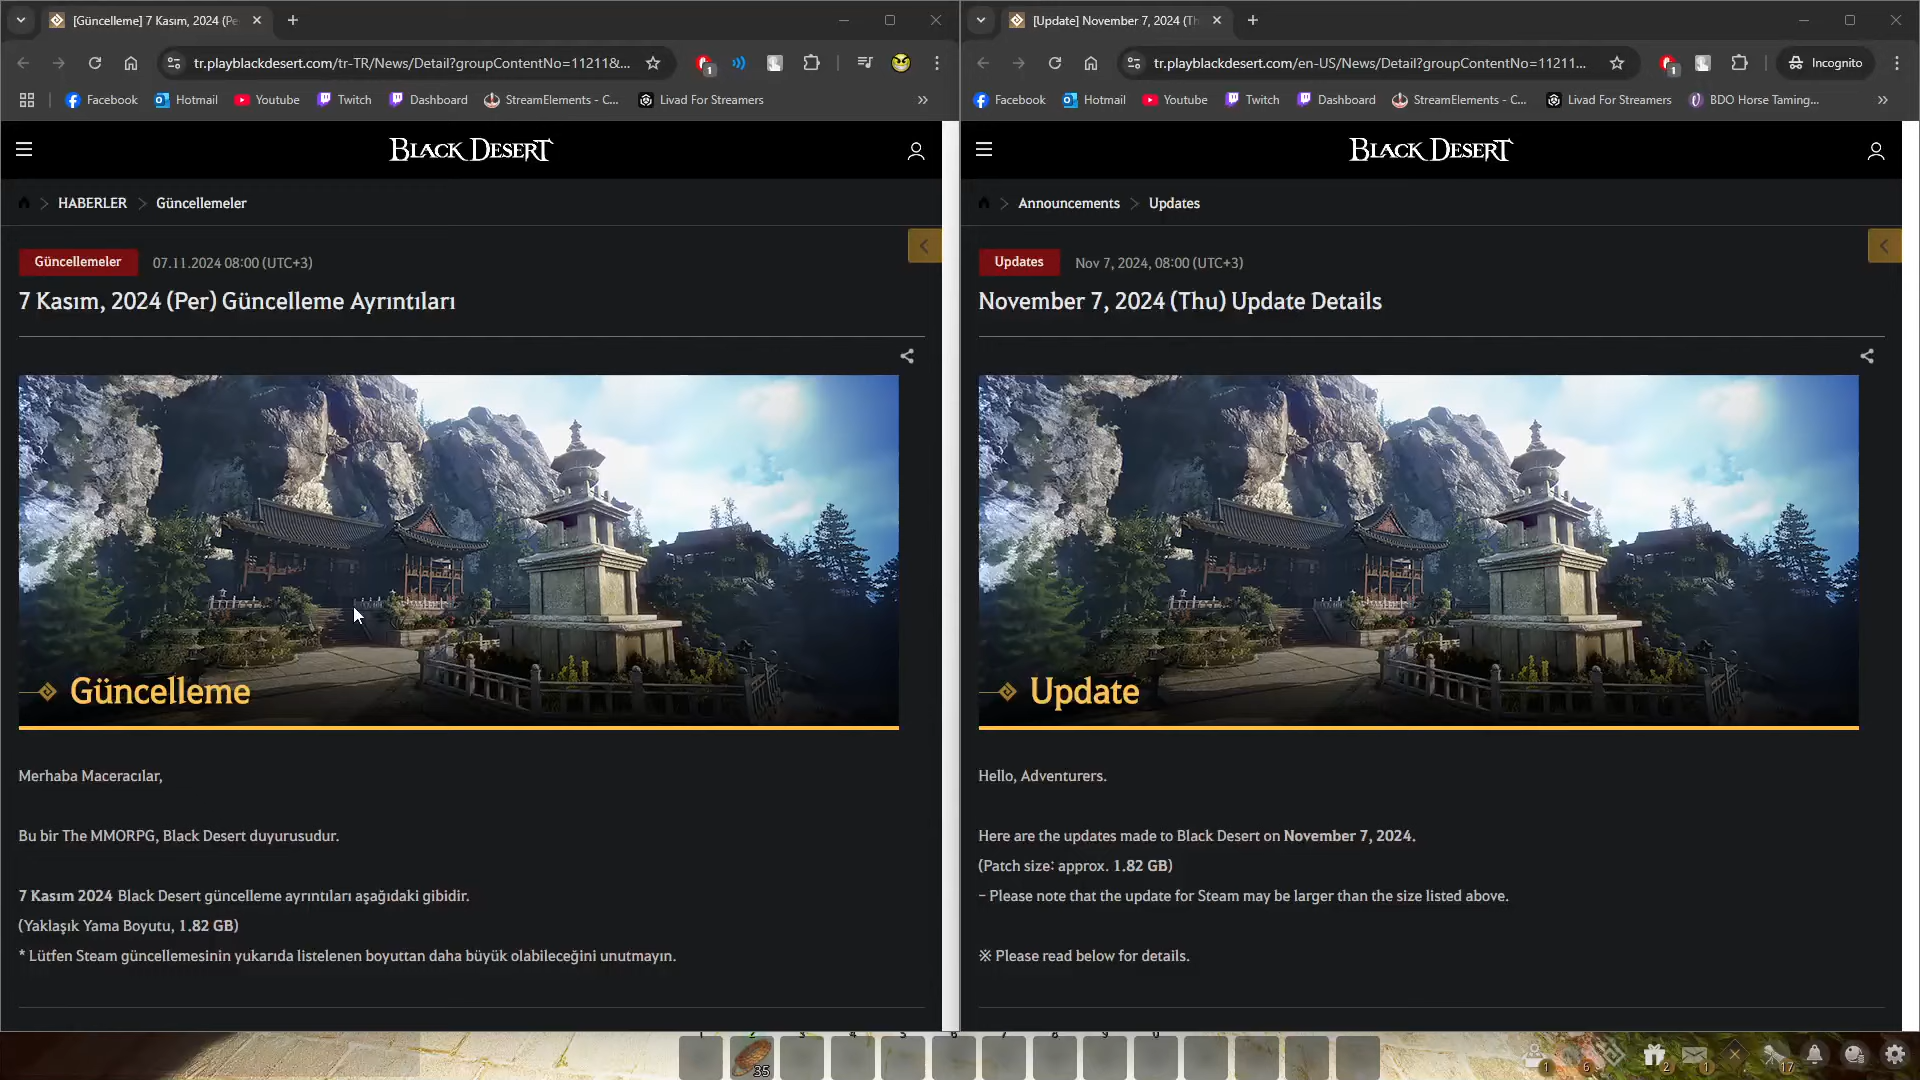 [Güncelleme] 7 Kasım, 2024 (Pe
tr.playblackdesert.com/tr-TR/News/Detail?groupContentNo=11211&...
1
Facebook
Hotmail
Youtube
Twitch
Dashboard
StreamElements - C...
Livad For Streamers
BLACK DESERT
HABERLER
Güncellemeler
Güncellemeler
07.11.2024 08:00 (UTC+3)
7 Kasım, 2024 (Per) Güncelleme Ayrıntıları
Güncelleme
Merhaba Maceracılar,
Bu bir The MMORPG, Black Desert duyurusudur.
7 Kasım 2024 Black Desert güncelleme ayrıntıları aşağıdaki gibidir.
(Yaklaşık Yama Boyutu, 1.82 GB)
* Lütfen Steam güncellemesinin yukarıda listelenen boyuttan daha büyük olabileceğini unutmayın.
[Update] November 7, 2024 (Th
tr.playblackdesert.com/en-US/News/Detail?groupContentNo=11211...
1
Incognito
Facebook
Hotmail
Youtube
Twitch
Dashboard
StreamElements - C...
Livad For Streamers
BDO Horse Taming...
BLACK DESERT
Announcements
Updates
Updates
Nov 7, 2024, 08:00 (UTC+3)
November 7, 2024 (Thu) Update Details
Update
Hello, Adventurers.
Here are the updates made to Black Desert on November 7, 2024.
(Patch size: approx. 1.82 GB)
- Please note that the update for Steam may be larger than the size listed above.
※ Please read below for details.
35
1
6
2
1
17